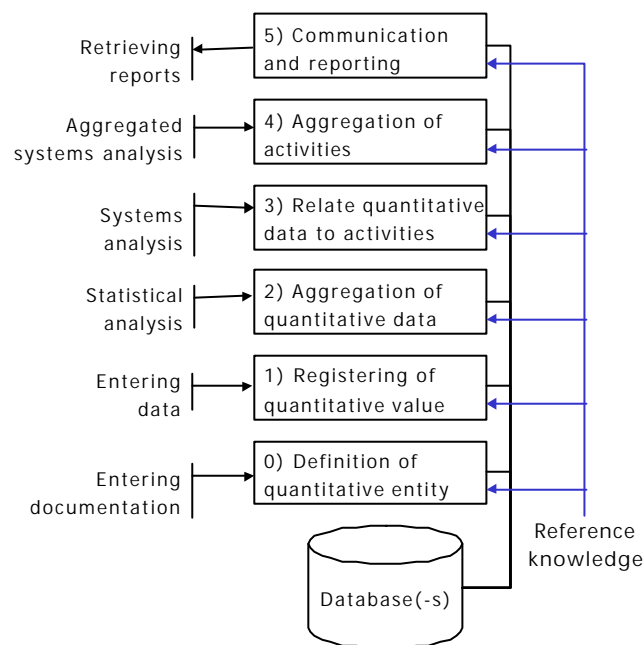 Retrieving
reports
5) Communication
and reporting
Aggregated
systems analysis
4) Aggregation of
activities
Systems
analysis
3) Relate quantitative
data to activities
Statistical
analysis
2) Aggregation of
quantitative data
Entering
data
1) Registering of
quantitative value
Entering
documentation
0) Definition of
quantitative entity
Reference
knowledge
Database(-s)